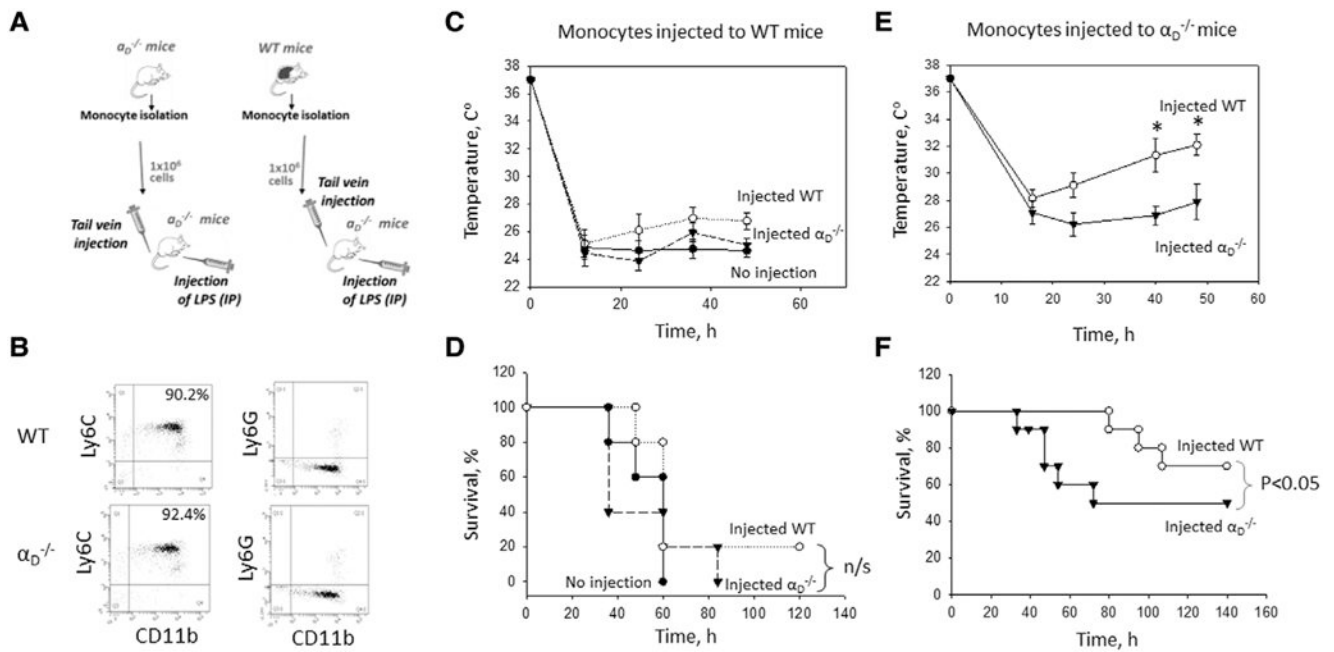 A
αD-/- mice
WT mice
Monocyte isolation
Monocyte isolation
1x10⁶
cells
1x10⁶
cells
Tail vein
injection
Tail vein
injection
αD-/- mice
αD-/- mice
Injection
of LPS (IP)
Injection
of LPS (IP)
B
WT
Ly6C
90.2%
Ly6G
αD-/-
Ly6C
92.4%
Ly6G
CD11b
CD11b
C
Monocytes injected to WT mice
Temperature, C°
38
36
34
32
30
28
26
24
22
Injected WT
Injected αD-/-
No injection
0 20 40 60
Time, h
D
Survival, %
120
100
80
60
40
20
0
Injected WT
No injection
Injected αD-/-
n/s
0 20 40 60 80 100 120 140
Time, h
E
Monocytes injected to αD-/- mice
Temperature, C°
38
36
34
32
30
28
26
24
22
Injected WT
* *
Injected αD-/-
0 10 20 30 40 50 60
Time, h
F
Survival, %
120
100
80
60
40
20
0
Injected WT
P<0.05
Injected αD-/-
0 20 40 60 80 100 120 140 160
Time, h